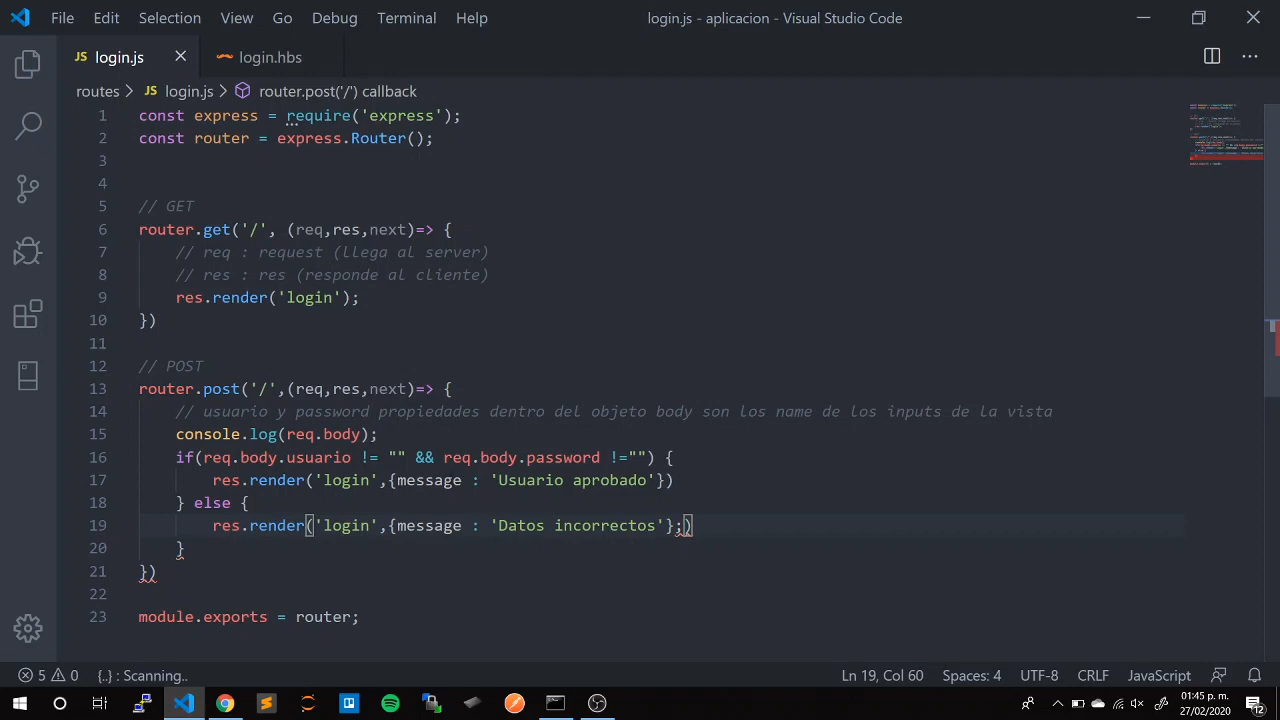 File Edit Selection View Go Debug Terminal Help login.js - aplicacion - Visual Studio Code
JS login.js login.hbs
routes > JS login.js > router.post('/') callback
1 const express = require('express');
2 const router = express.Router();
3
4
5 // GET
6 router.get('/', (req,res,next)=> {
7 // req : request (llega al server)
8 // res : res (responde al cliente)
9 res.render('login');
10 })
11
12 // POST
13 router.post('/',(req,res,next)=> {
14 // usuario y password propiedades dentro del objeto body son los name de los inputs de la vista
15 console.log(req.body);
16 if(req.body.usuario != "" && req.body.password !="") {
17 res.render('login',{message : 'Usuario aprobado'})
18 } else {
19 res.render('login',{message : 'Datos incorrectos'};)
20 }
21 })
22
23 module.exports = router;
5 0 {..} : Scanning... Ln 19, Col 60 Spaces: 4 UTF-8 CRLF JavaScript
01:45 p. m.
27/02/2020
12